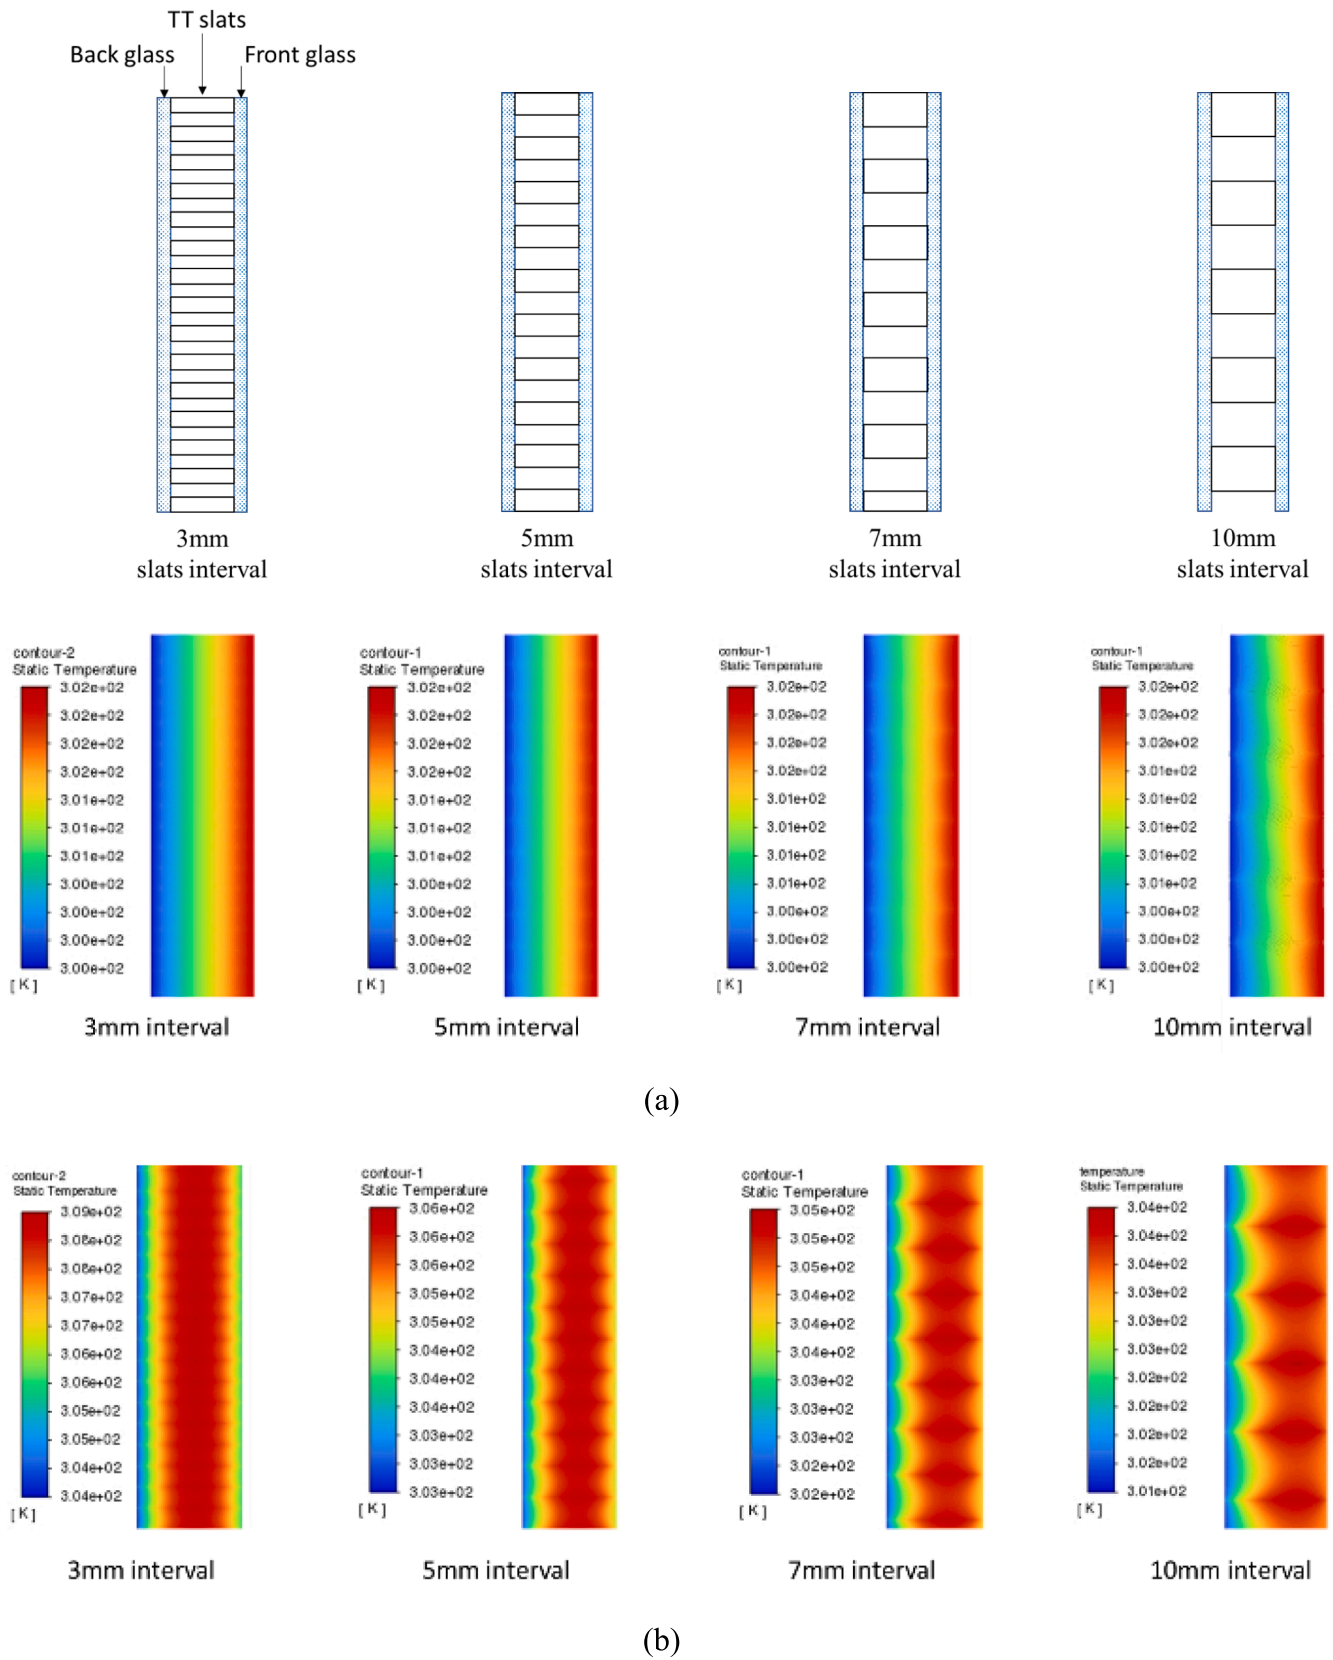 TT slats
Back glass
Front glass
3mm
slats interval
5mm
slats interval
7mm
slats interval
10mm
slats interval
contour-2
Static Temperature
3.02e+02
3.02e+02
3.02e+02
3.02e+02
3.01e+02
3.01e+02
3.01e+02
3.00e+02
3.00e+02
3.00e+02
3.00e+02
[ K ]
3mm interval
contour-1
Static Temperature
3.02e+02
3.02e+02
3.02e+02
3.02e+02
3.01e+02
3.01e+02
3.01e+02
3.00e+02
3.00e+02
3.00e+02
3.00e+02
[ K ]
5mm interval
contour-1
Static Temperature
3.02e+02
3.02e+02
3.02e+02
3.02e+02
3.01e+02
3.01e+02
3.01e+02
3.01e+02
3.00e+02
3.00e+02
3.00e+02
[ K ]
7mm interval
contour-1
Static Temperature
3.02e+02
3.02e+02
3.02e+02
3.01e+02
3.01e+02
3.01e+02
3.01e+02
3.01e+02
3.00e+02
3.00e+02
3.00e+02
[ K ]
10mm interval
(a)
contour-2
Static Temperature
3.09e+02
3.08e+02
3.08e+02
3.07e+02
3.07e+02
3.06e+02
3.06e+02
3.05e+02
3.05e+02
3.04e+02
3.04e+02
[ K ]
3mm interval
contour-1
Static Temperature
3.06e+02
3.06e+02
3.06e+02
3.05e+02
3.05e+02
3.04e+02
3.04e+02
3.04e+02
3.03e+02
3.03e+02
3.03e+02
[ K ]
5mm interval
contour-1
Static Temperature
3.05e+02
3.05e+02
3.05e+02
3.04e+02
3.04e+02
3.04e+02
3.03e+02
3.03e+02
3.03e+02
3.02e+02
3.02e+02
[ K ]
7mm interval
temperature
Static Temperature
3.04e+02
3.04e+02
3.04e+02
3.03e+02
3.03e+02
3.03e+02
3.02e+02
3.02e+02
3.02e+02
3.02e+02
3.01e+02
[ K ]
10mm interval
(b)